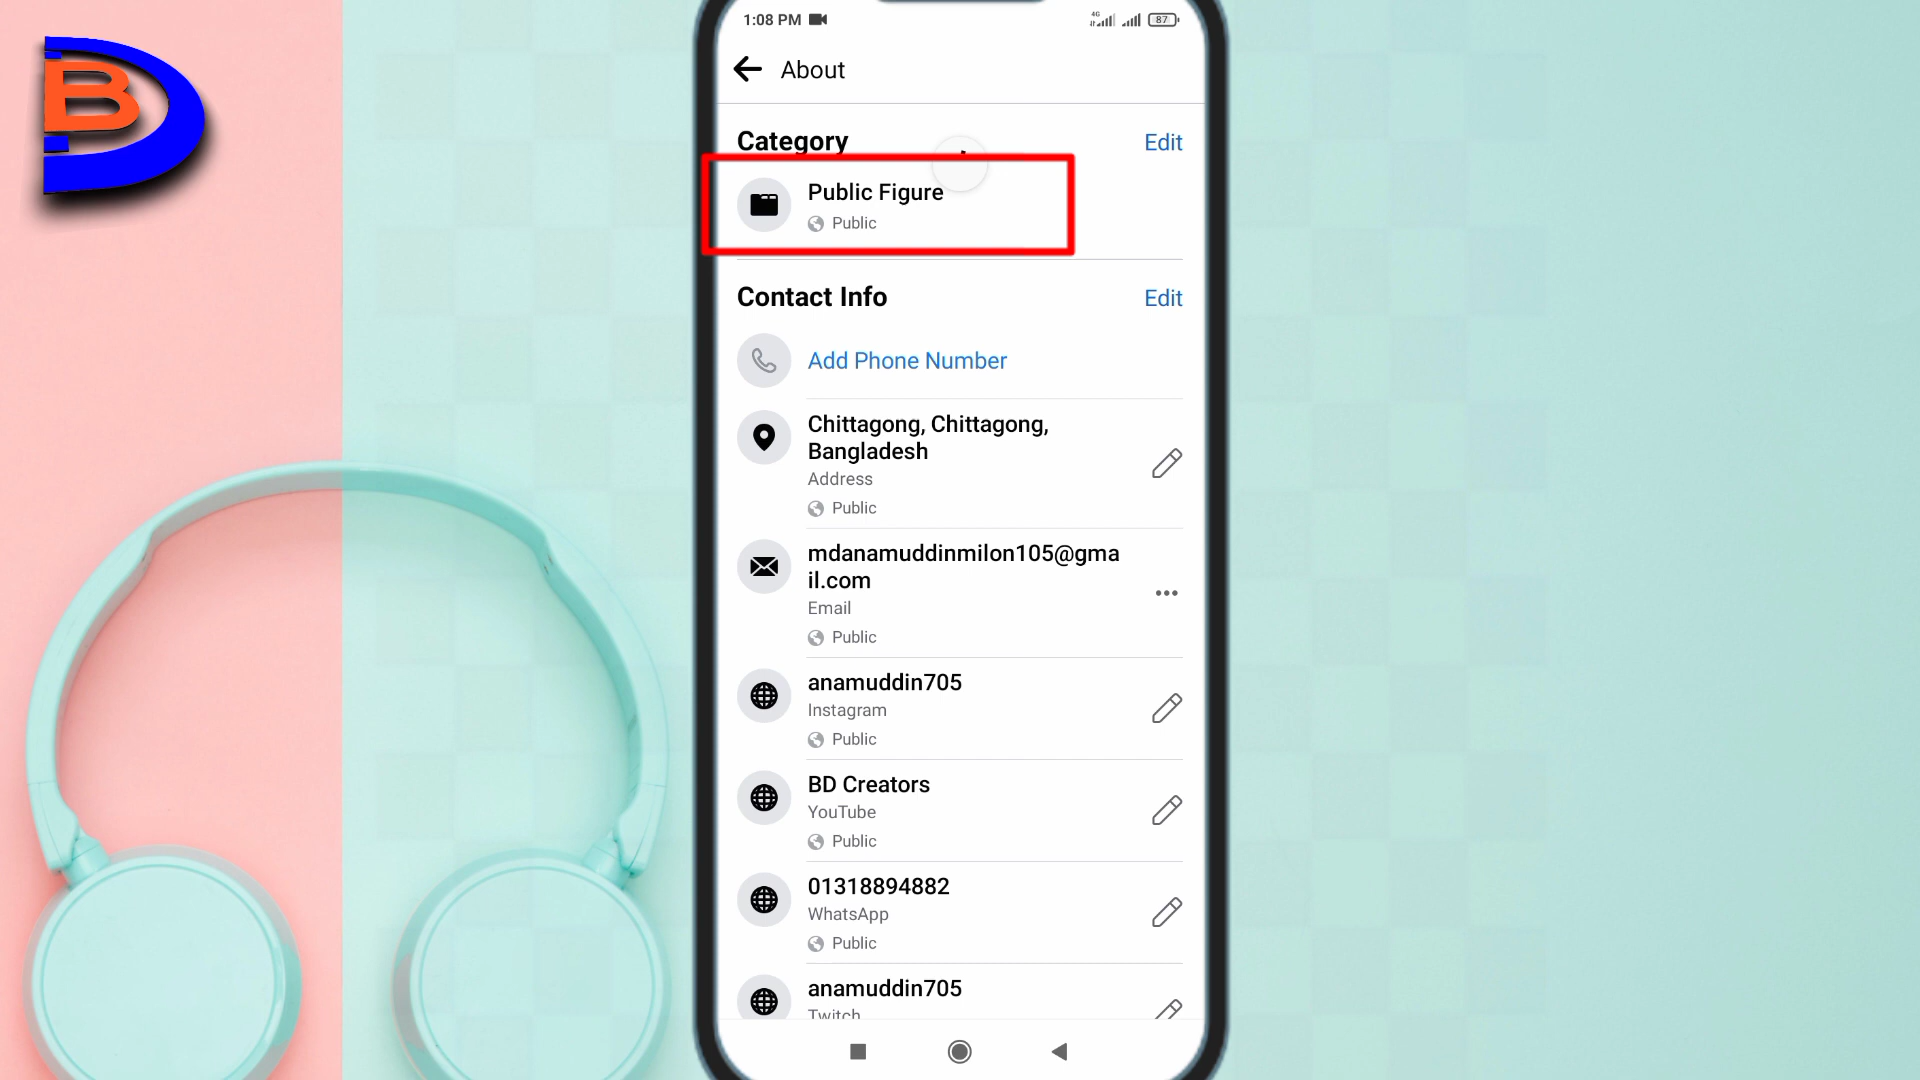 B
1:08 PM
4G
87
About
Category
Edit
Public Figure
Public
Contact Info
Edit
Add Phone Number
Chittagong, Chittagong,
Bangladesh
Address
Public
mdanamuddinmilon105@gma
il.com
Email
Public
anamuddin705
Instagram
Public
BD Creators
YouTube
Public
01318894882
WhatsApp
Public
anamuddin705
Twitch